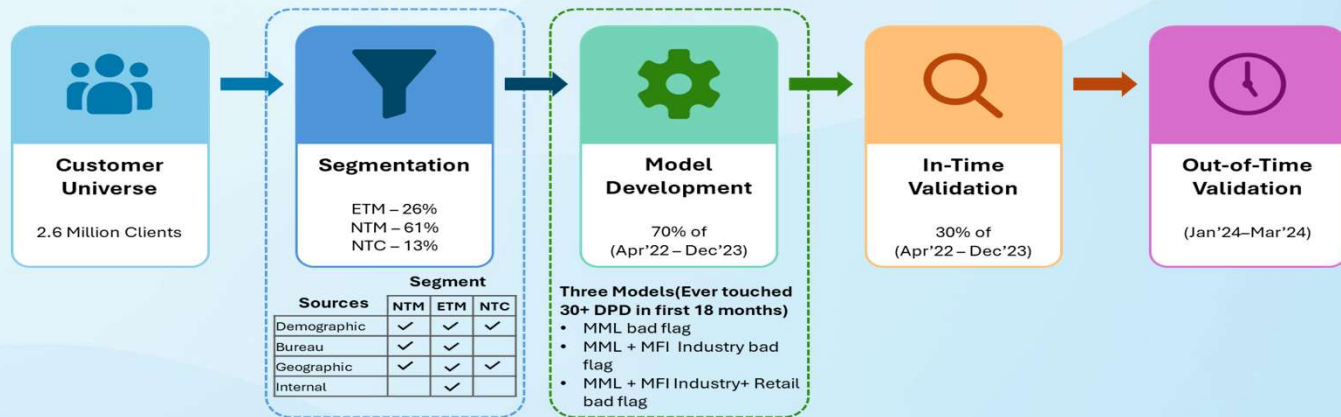 Customer
Universe
2.6 Million Clients
Segmentation
ETM – 26%
NTM – 61%
NTC – 13%
Segment
Sources NTM ETM NTC
Demographic ✓ ✓ ✓
Bureau ✓ ✓
Geographic ✓ ✓ ✓
Internal ✓
Model
Development
70% of
(Apr’22 – Dec’23)
Three Models(Ever touched
30+ DPD in first 18 months)
• MML bad flag
• MML + MFI Industry bad
flag
• MML + MFI Industry+ Retail
bad flag
In-Time
Validation
30% of
(Apr’22 – Dec’23)
Out-of-Time
Validation
(Jan’24–Mar’24)